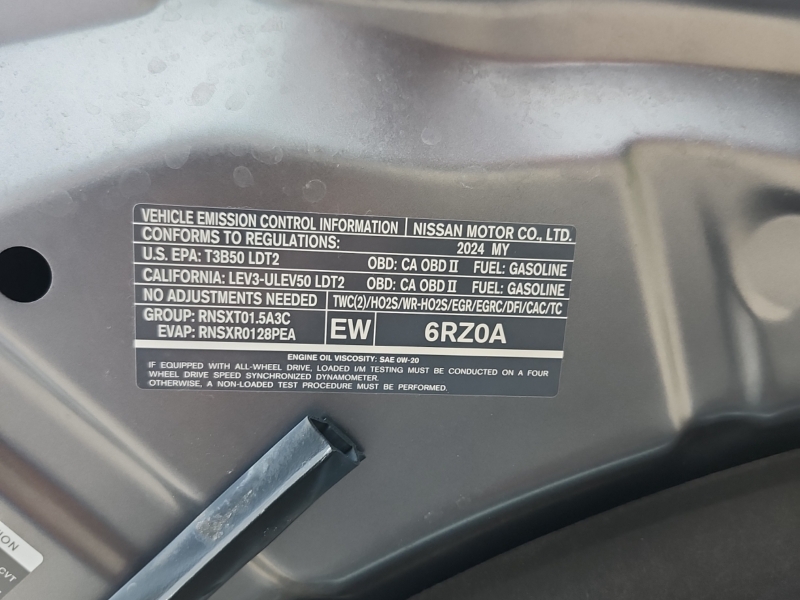 VEHICLE EMISSION CONTROL INFORMATION NISSAN MOTOR CO., LTD.
CONFORMS TO REGULATIONS: 2024 MY
U.S. EPA: T3B50 LDT2 OBD: CA OBD II FUEL: GASOLINE
CALIFORNIA: LEV3-ULEV50 LDT2 OBD: CA OBD II FUEL: GASOLINE
NO ADJUSTMENTS NEEDED TWC(2)/HO2S/WR-HO2S/EGR/EGRC/DFI/CAC/TC
GROUP: RNSXT01.5A3C
EVAP: RNSXR0128PEA
EW 6RZ0A
ENGINE OIL VISCOSITY: SAE 0W-20
IF EQUIPPED WITH ALL-WHEEL DRIVE, LOADED I/M TESTING MUST BE CONDUCTED ON A FOUR
WHEEL DRIVE SPEED SYNCHRONIZED DYNAMOMETER.
OTHERWISE, A NON-LOADED TEST PROCEDURE MUST BE PERFORMED.
CVT